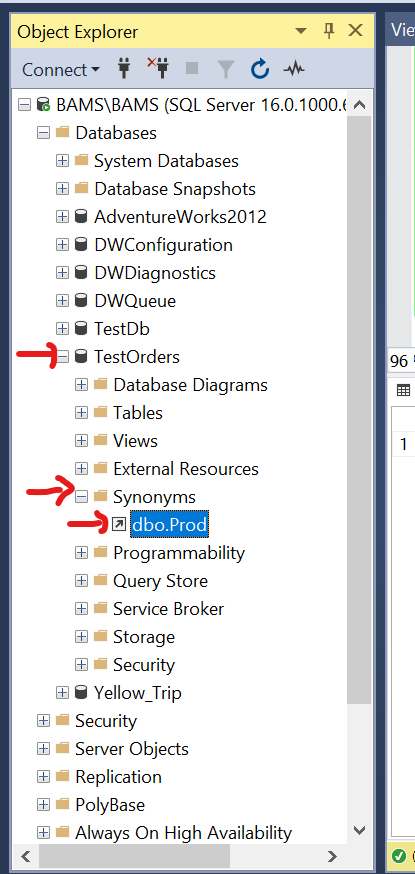 Object Explorer
Vie
Connect
BAMS\BAMS (SQL Server 16.0.1000.6
Databases
System Databases
Database Snapshots
AdventureWorks2012
DWConfiguration
DWDiagnostics
DWQueue
TestDb
TestOrders
96
Database Diagrams
Tables
Views
1
External Resources
Synonyms
dbo.Prod
Programmability
Query Store
Service Broker
Storage
Security
Yellow_Trip
Security
Server Objects
Replication
PolyBase
Always On High Availability